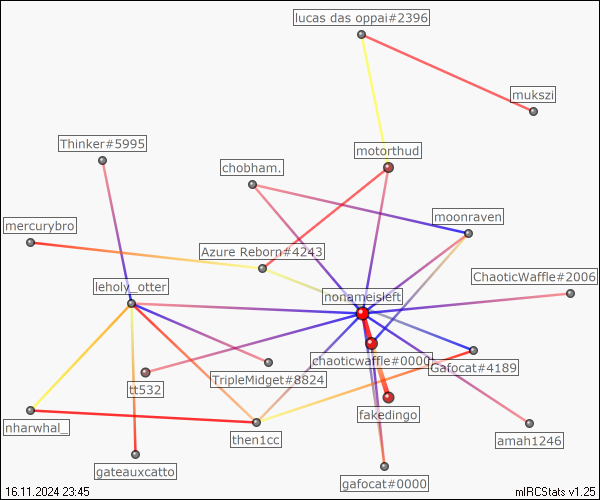 lucas das oppai#2396
mukszi
Thinker#5995
motorthud
chobham.
moonraven
mercurybro
Azure Reborn#4243
ChaoticWaffle#2006
leholy_otter
nonameisleft
chaoticwaffle#0000
Gafocat#4189
TripleMidget#8824
tt532
fakedingo
nharwhal_
then1cc
amah1246
gateauxcatto
gafocat#0000
16.11.2024 23:45
mIRCStats v1.25